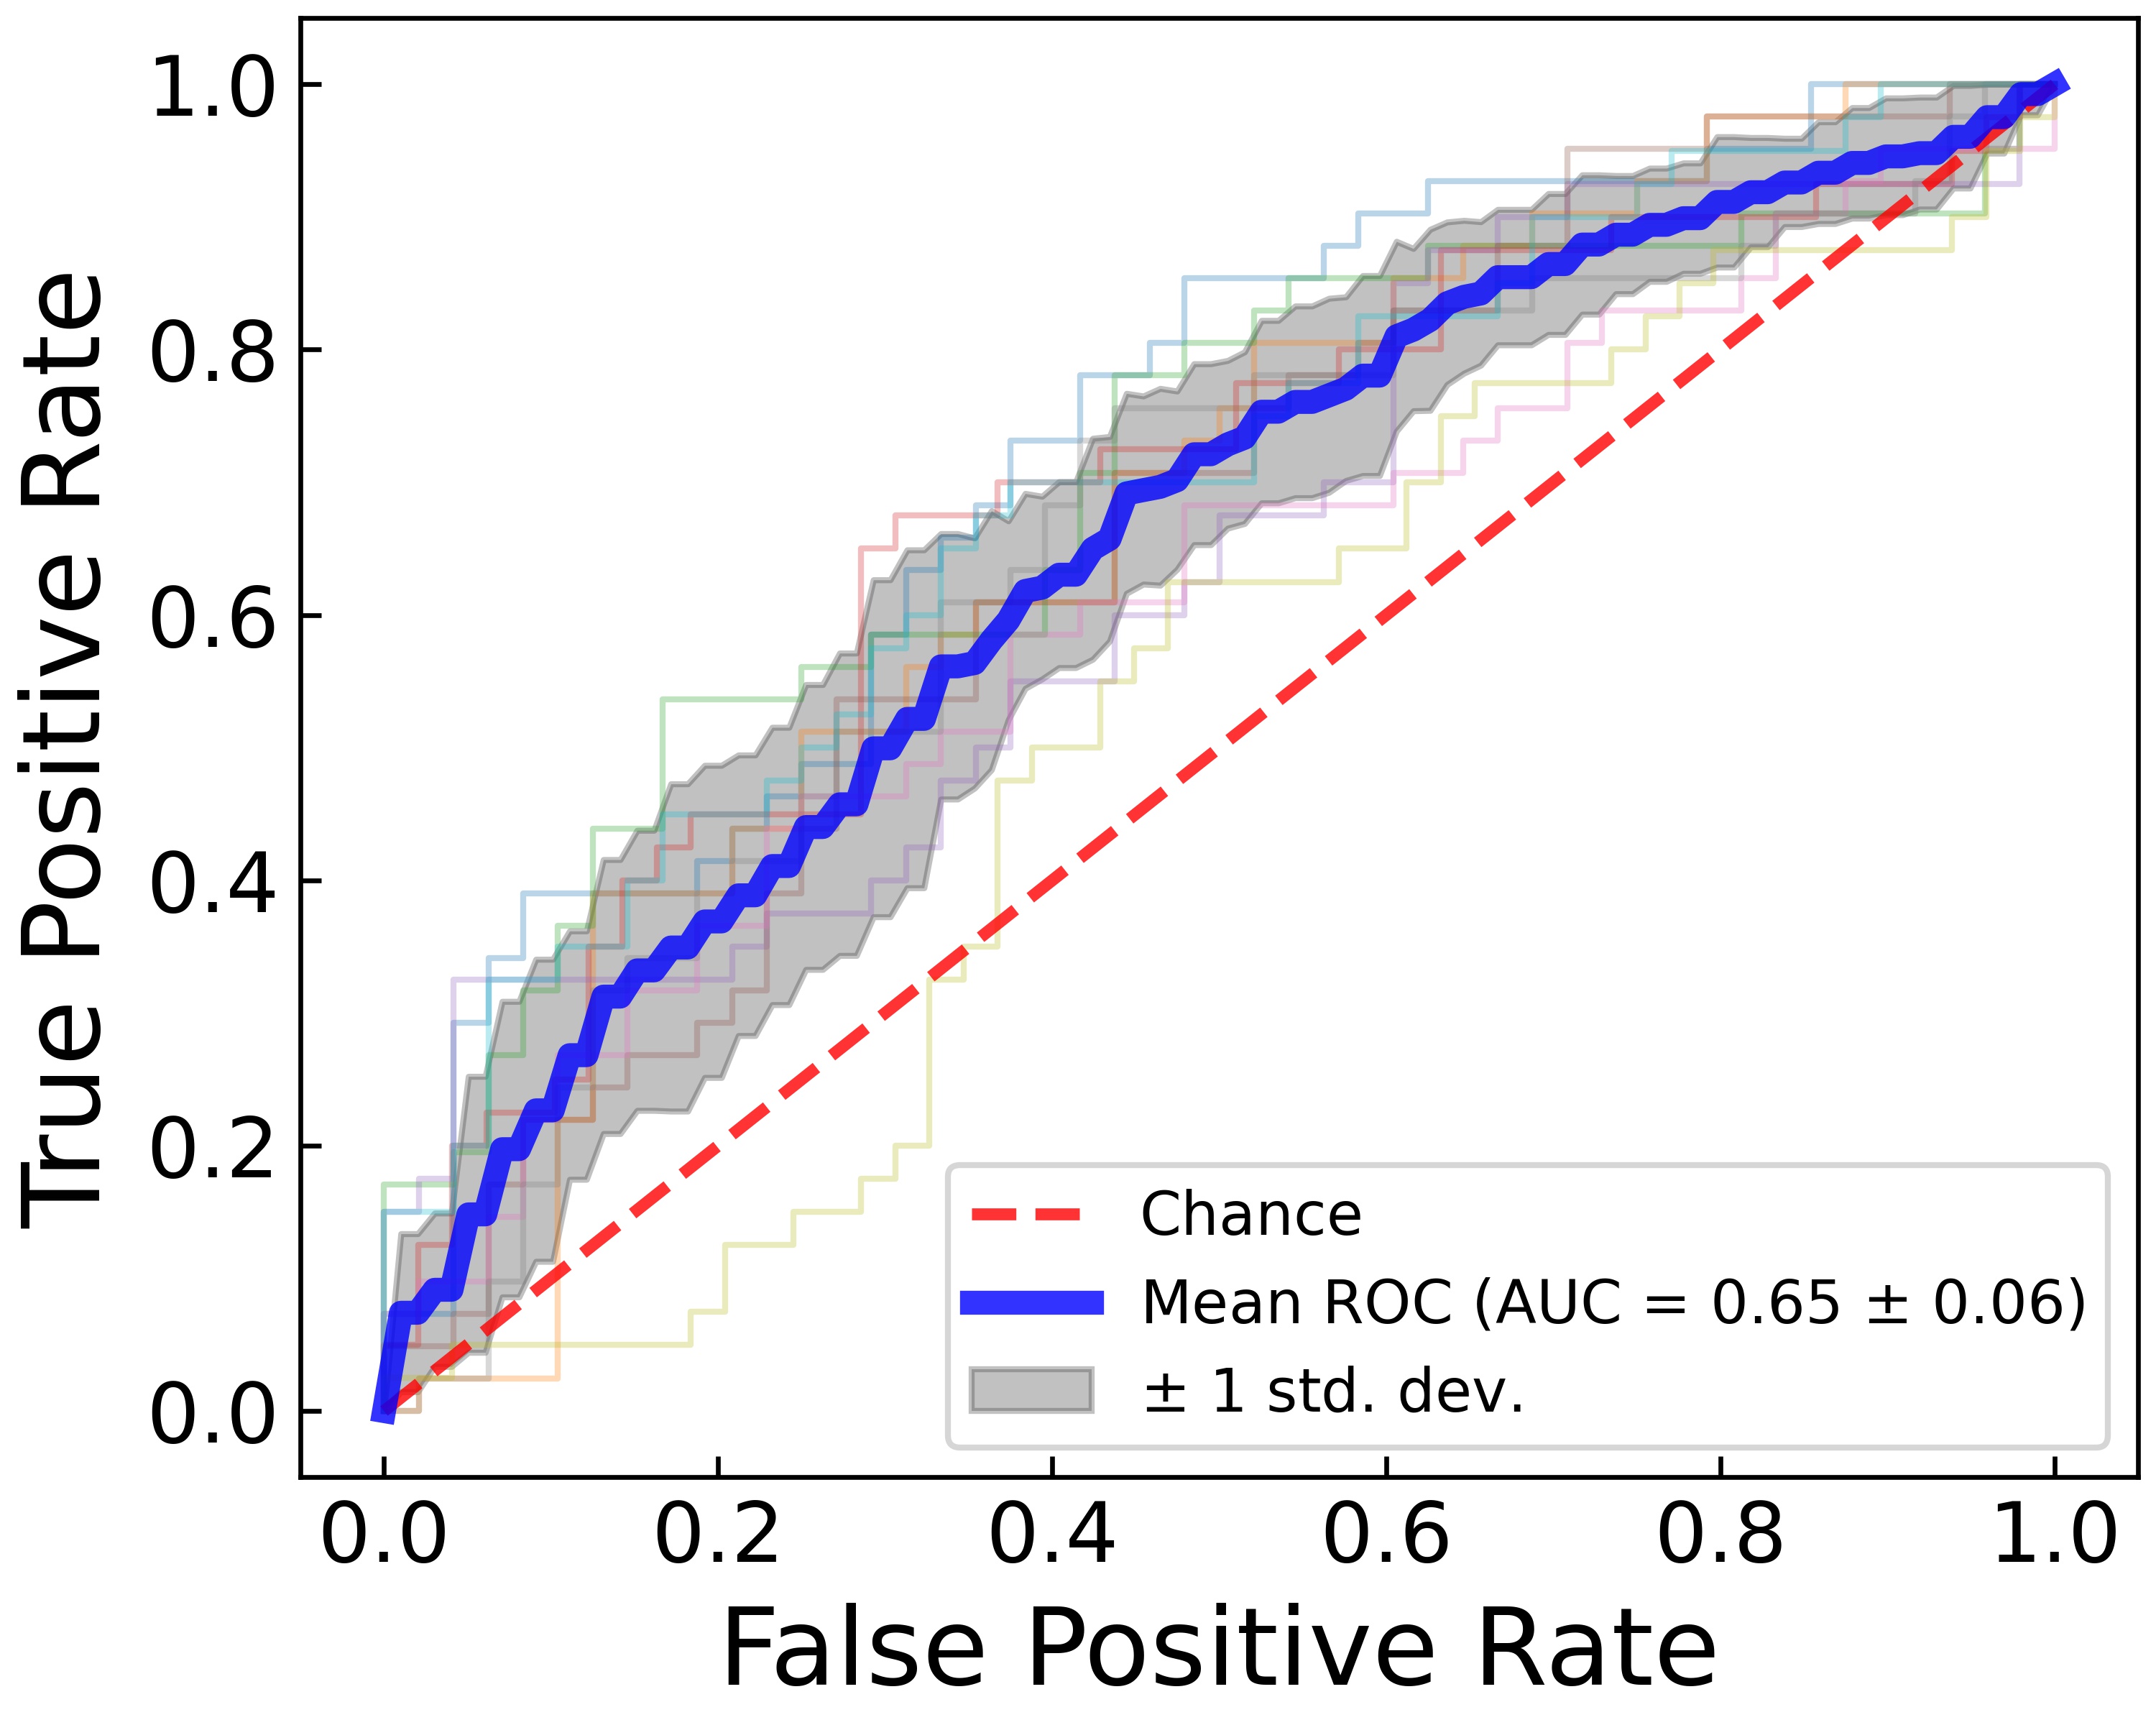 True Positive Rate
1.0
0.8
0.6
0.4
0.2
0.0
Chance
Mean ROC (AUC = 0.65 ± 0.06)
± 1 std. dev.
0.0 0.2 0.4 0.6 0.8 1.0
False Positive Rate